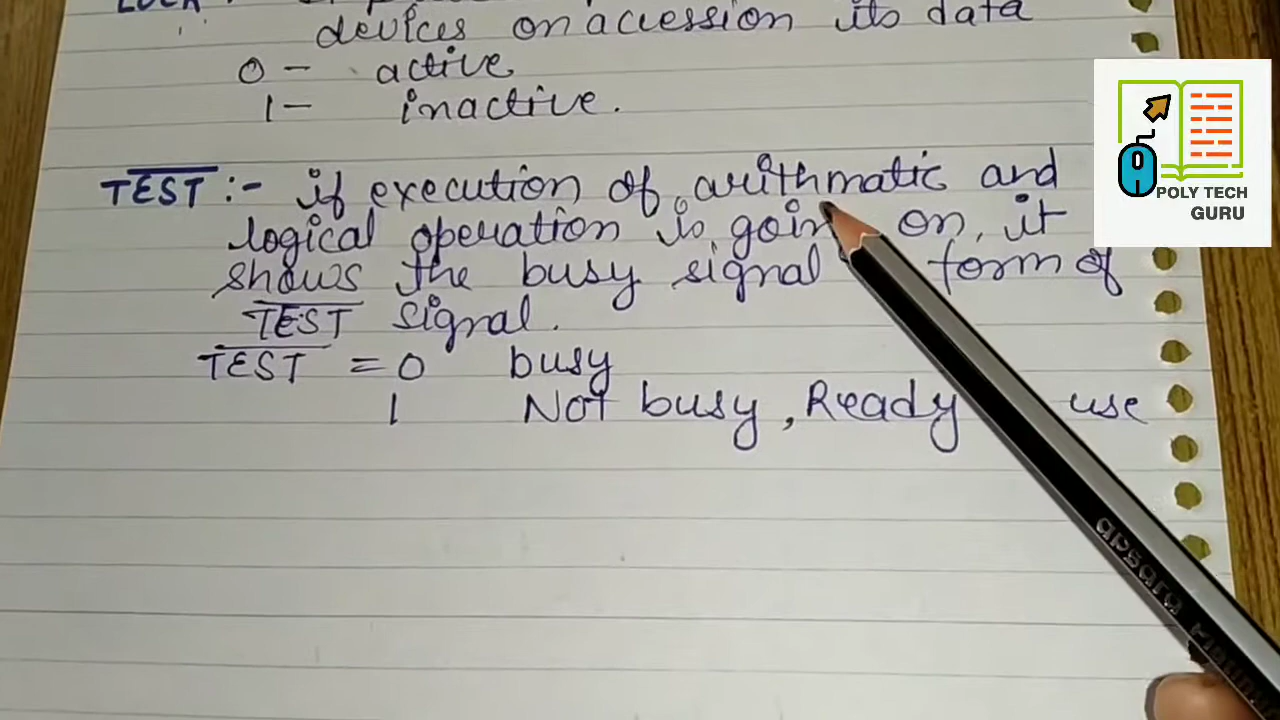 LOCK :
devices on accession its data
0 - active
1 - inactive.
TEST :- if execution of arithmatic and
logical operation is going on, it
shows the busy signal form of
TEST signal.
TEST = 0 busy
1 Not busy, Ready use
POLY TECH
GURU
apsara